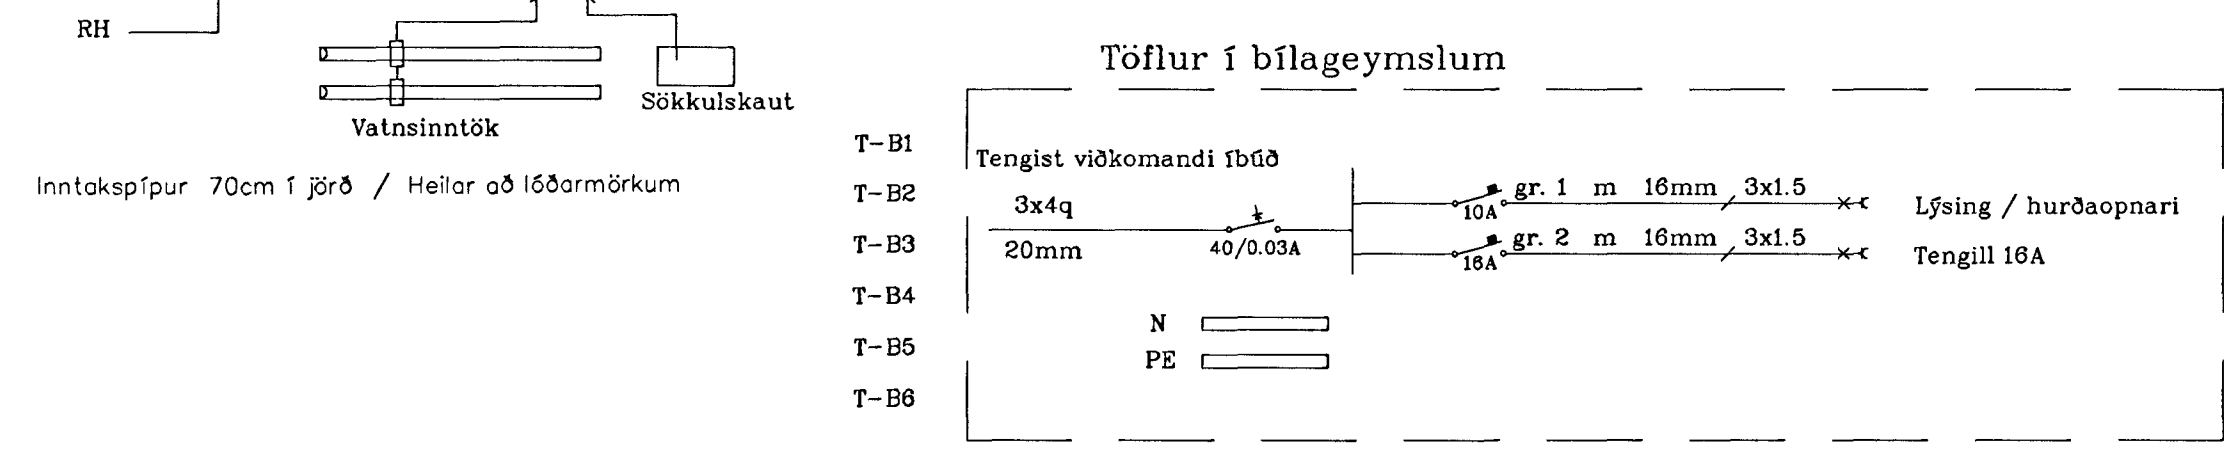 RH
Sökkulskaut
Vatnsinntök
Inntakspípur 70cm í jörð / Heilar að lóðarmörkum
Töflur í bílageymslum
T-B1
T-B2
T-B3
T-B4
T-B5
T-B6
Tengist viðkomandi íbúð
3x4q
20mm
40/0.03A
gr. 1 m 16mm 3x1.5
10A
Lýsing / hurðaopnari
gr. 2 m 16mm 3x1.5
16A
Tengill 16A
N
PE